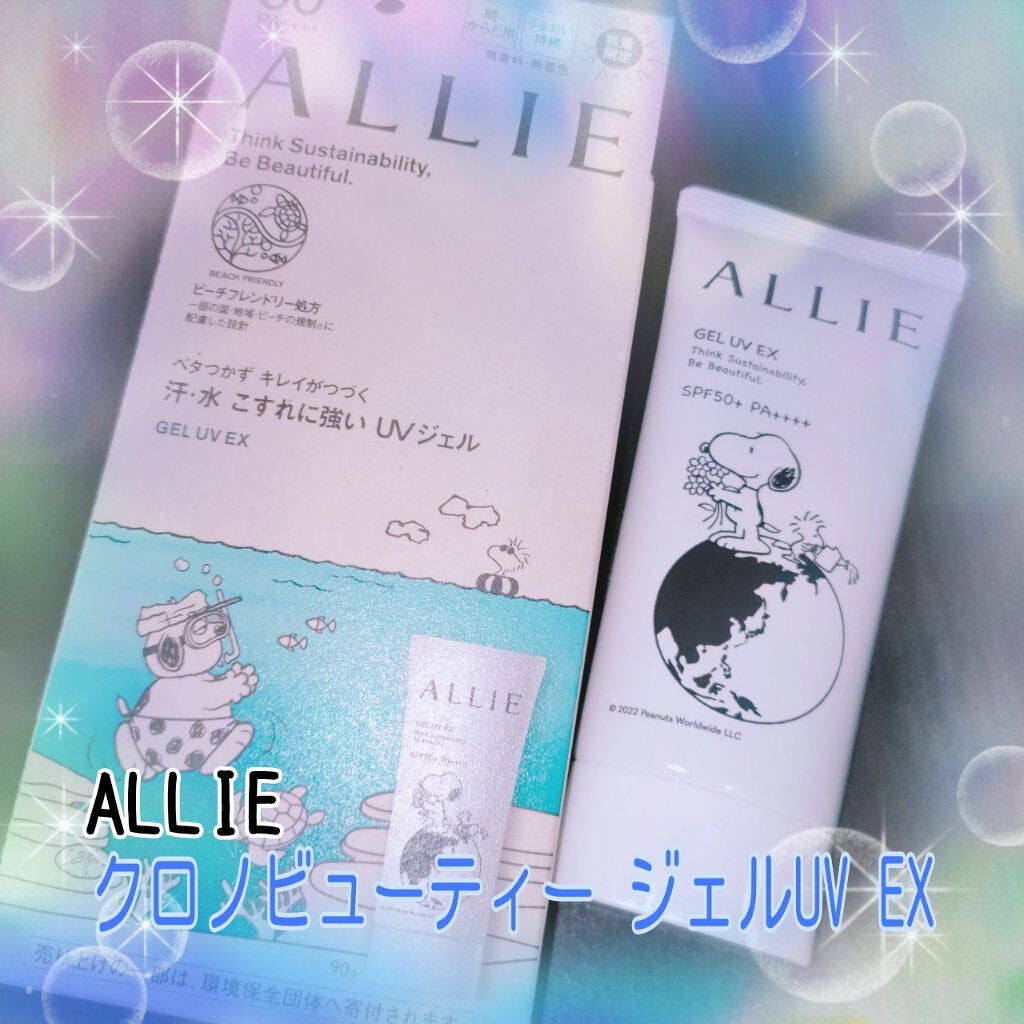 50
PA++++
顔・
からだ用
うるおい
持続
数量
限定
無香料・無着色
ALLIE
Think Sustainability,
Be Beautiful.
BEACH FRIENDLY
ビーチフレンドリー処方
一部の国・地域・ビーチの規制※に
配慮した設計
ベタつかず キレイがつづく
汗・水 こすれに強い UVジェル
GEL UV EX
ALLIE
GEL UV EX
Think Sustainability,
Be Beautiful.
SPF50+ PA++++
© 2022 Peanuts Worldwide LLC
ALLIE
GEL UV EX
SPF50+ PA++++
ALLIE
クロノビューティー ジェルUV EX
90g
売り上げの一部は、環境保全団体へ寄付されます